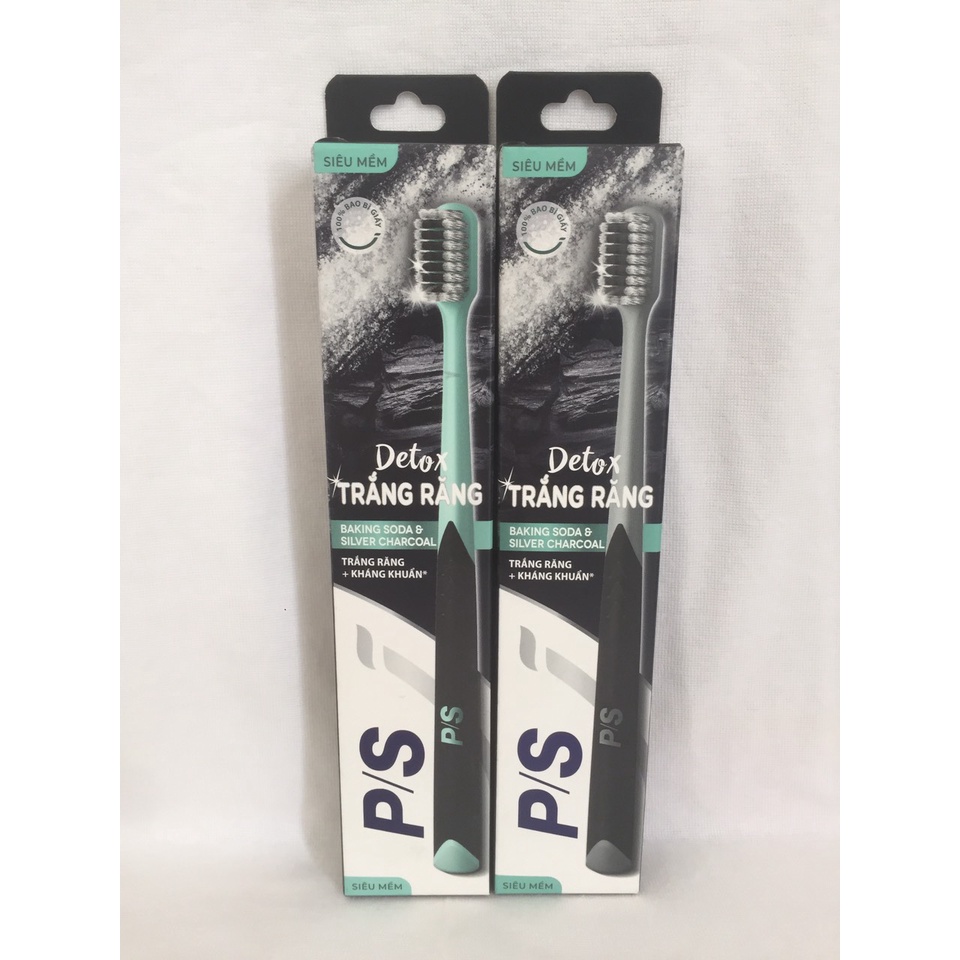 SIÊU MỀM
100% BAO BÌ GIẤY
Detox
TRẮNG RĂNG
BAKING SODA &
SILVER CHARCOAL
TRẮNG RĂNG
+ KHÁNG KHUẨN*
P/S
P/S
SIÊU MỀM
SIÊU MỀM
100% BAO BÌ GIẤY
Detox
TRẮNG RĂNG
BAKING SODA &
SILVER CHARCOAL
TRẮNG RĂNG
+ KHÁNG KHUẨN*
P/S
P/S
SIÊU MỀM